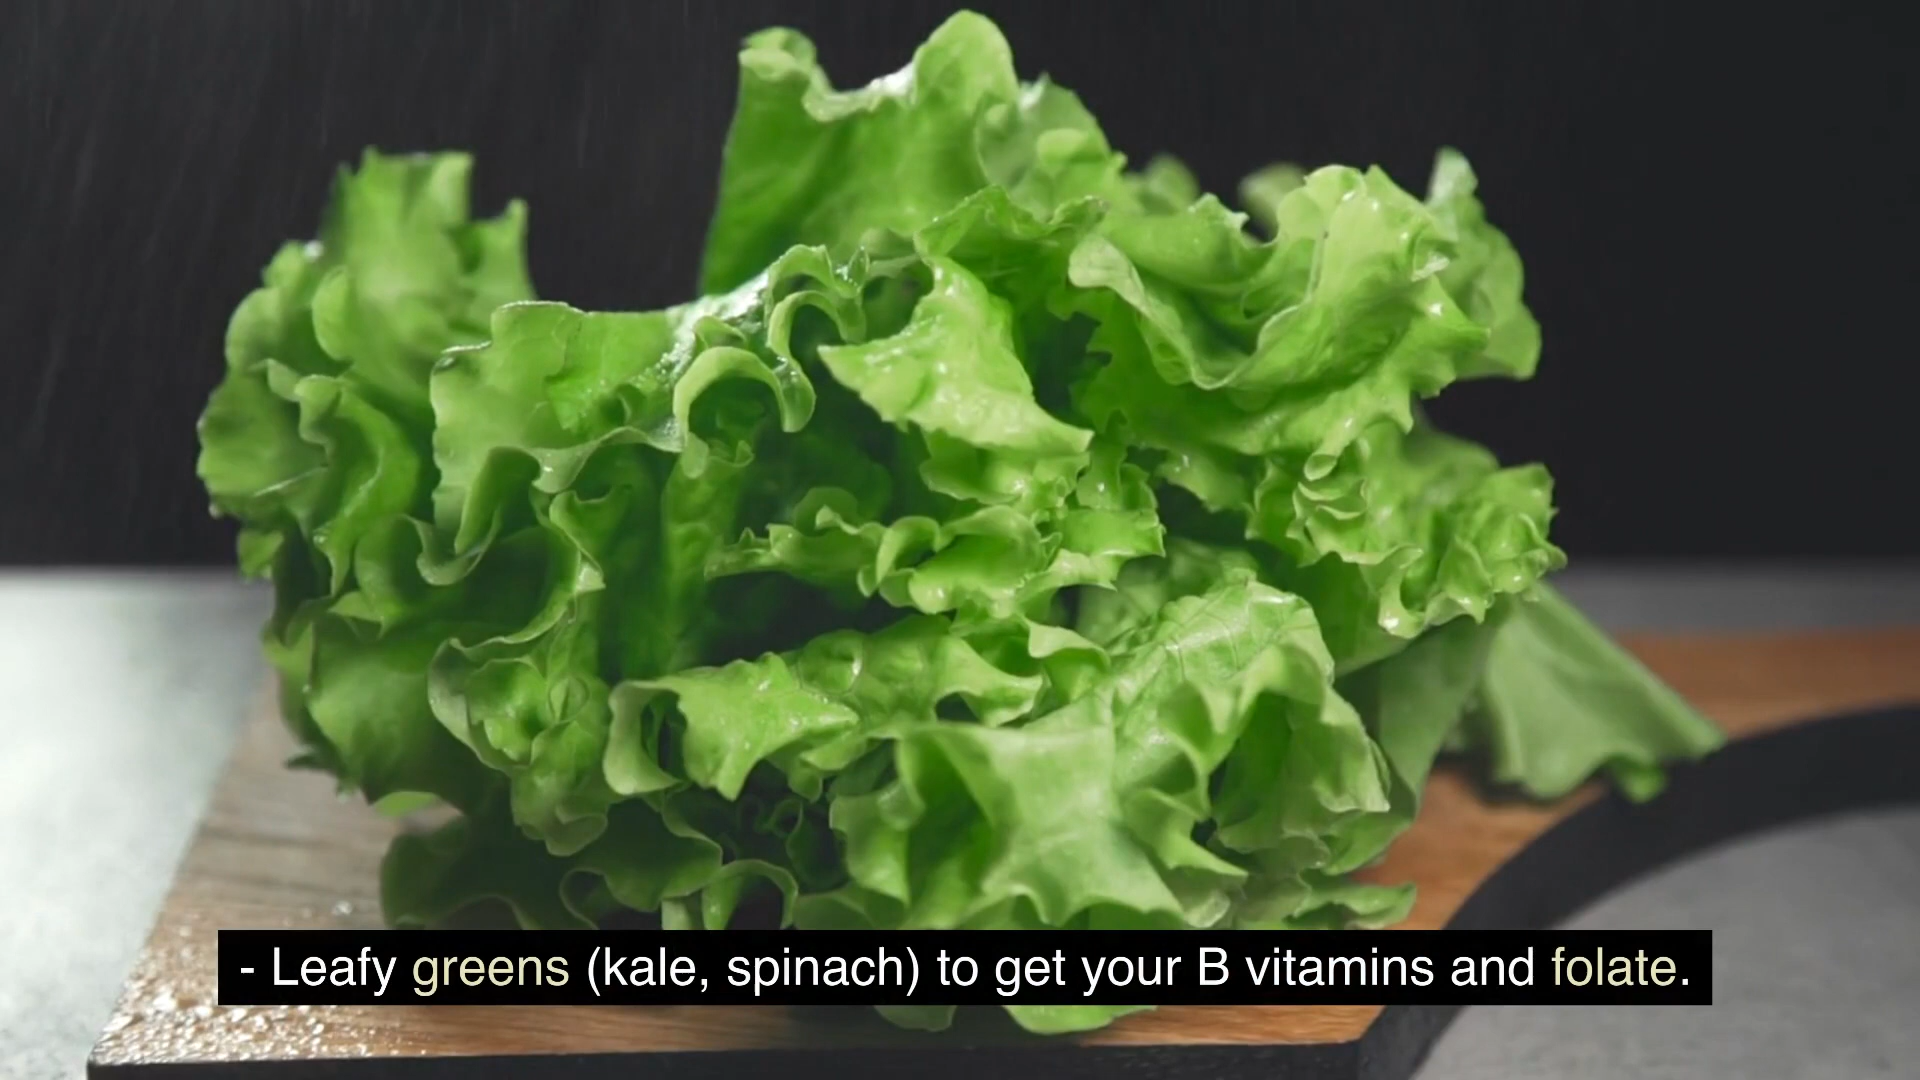 - Leafy greens (kale, spinach) to get your B vitamins and folate.